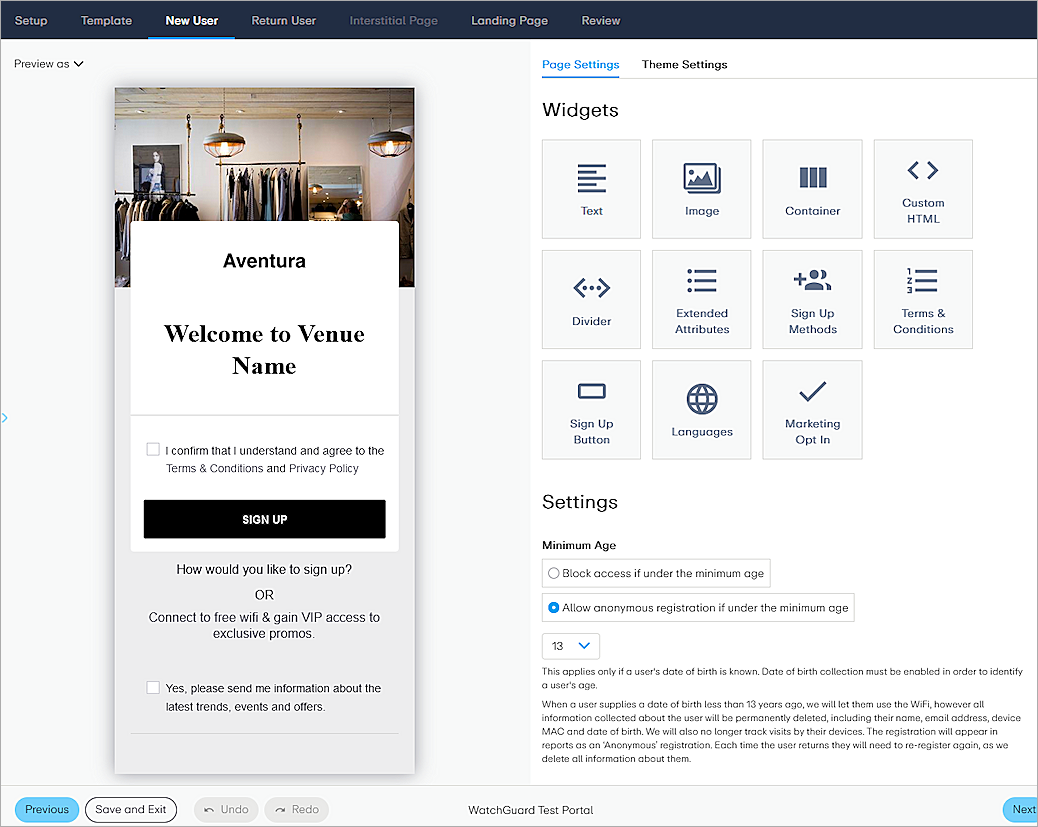 Setup Template New User Return User Interstitial Page Landing Page Review
Preview as
Aventura
Welcome to Venue
Name
I confirm that I understand and agree to the
Terms & Conditions and Privacy Policy
SIGN UP
How would you like to sign up?
OR
Connect to free wifi & gain VIP access to
exclusive promos.
Yes, please send me information about the
latest trends, events and offers.
Page Settings Theme Settings
Widgets
Text
Image
Container
Custom
HTML
Divider
Extended
Attributes
Sign Up
Methods
Terms &
Conditions
Sign Up
Button
Languages
Marketing
Opt In
Settings
Minimum Age
Block access if under the minimum age
Allow anonymous registration if under the minimum age
13
This applies only if a user's date of birth is known. Date of birth collection must be enabled in order to identify
a user's age.
When a user supplies a date of birth less than 13 years ago, we will let them use the WiFi, however all
information collected about the user will be permanently deleted, including their name, email address, device
MAC and date of birth. We will also no longer track visits by their devices. The registration will appear in
reports as an 'Anonymous' registration. Each time the user returns they will need to re-register again, as we
delete all information about them.
Previous Save and Exit Undo Redo WatchGuard Test Portal Next